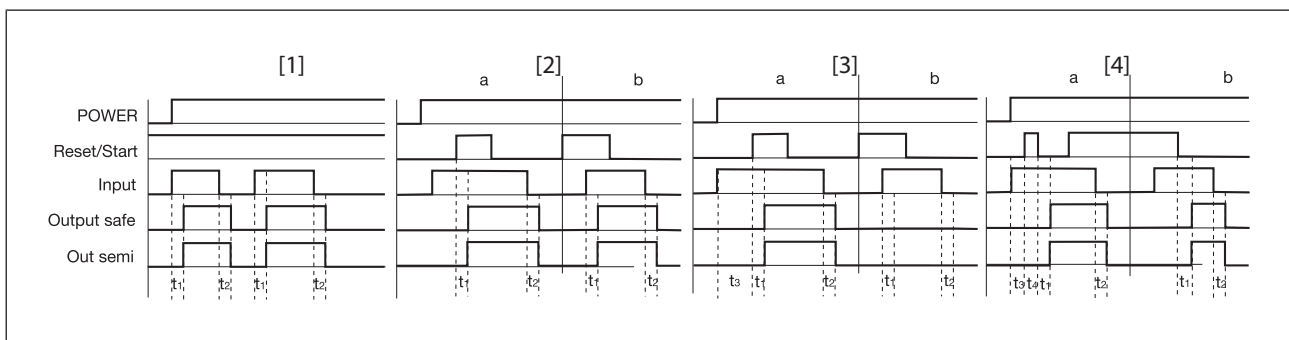 [1] [2] [3] [4]
a b a b a b
POWER
Reset/Start
Input
Output safe
Out semi
t1 t2 t1 t2 t1 t2 t1 t2 t3 t1 t2 t1 t2 t3 t4 t1 t2 t1 t2